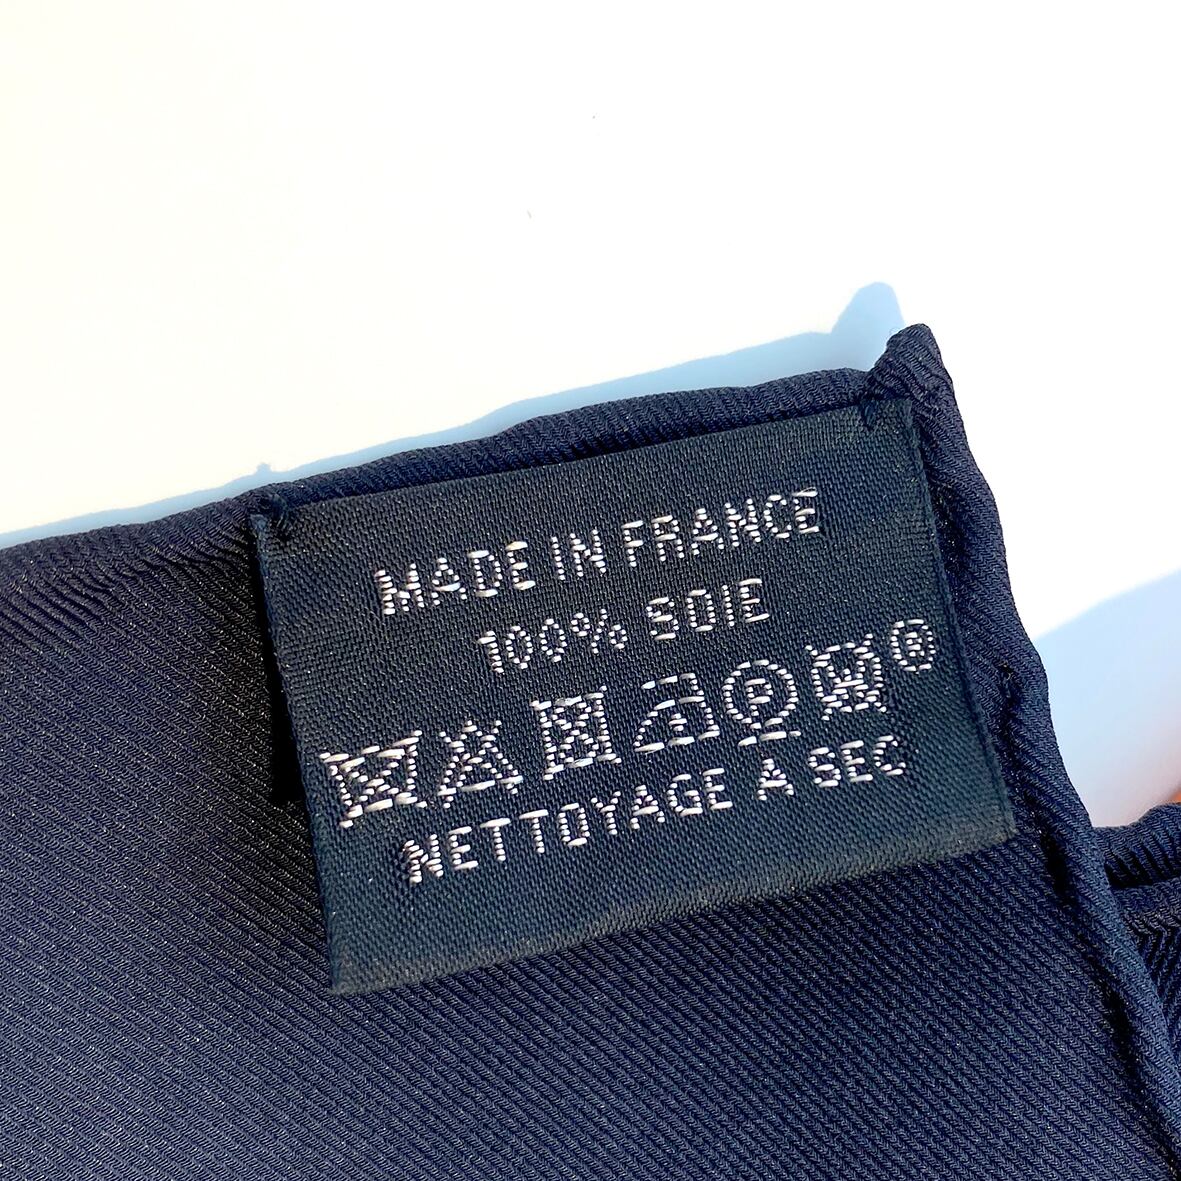 MADE IN FRANCE
100% SOIE
P W ®
NETTOYAGE A SEC